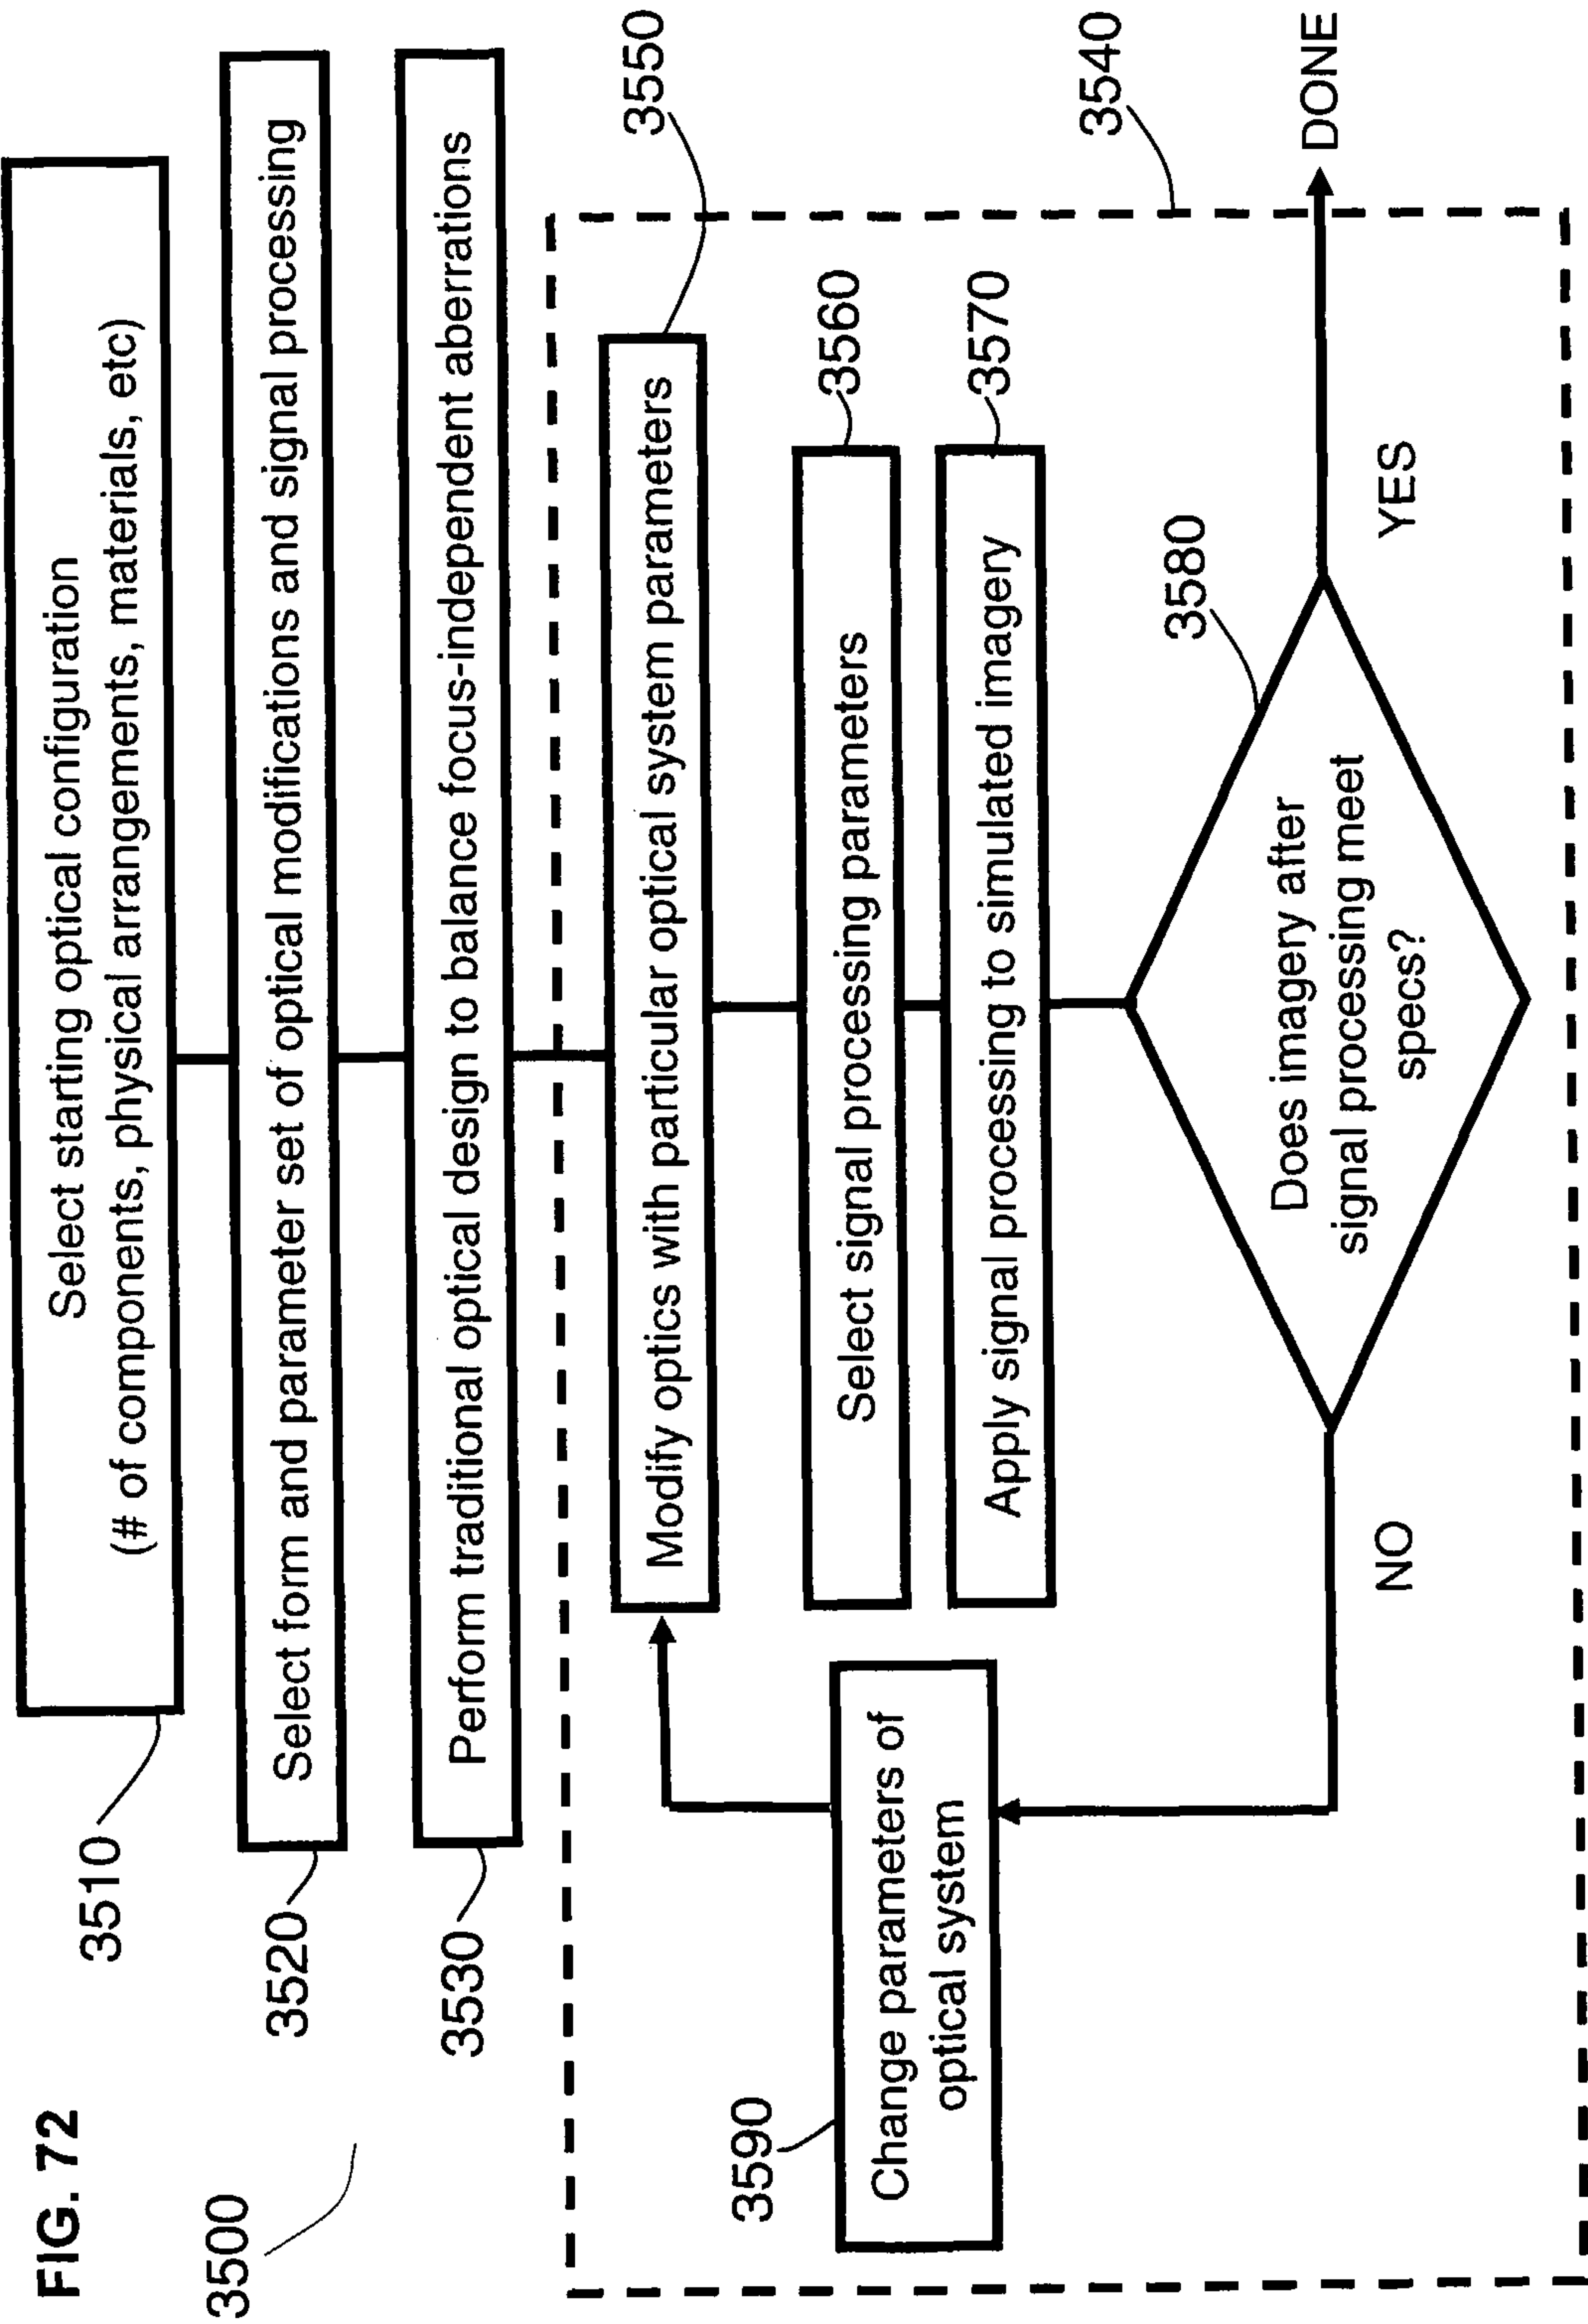 FIG. 72
3500
3510
Select starting optical configuration
(# of components, physical arrangements, materials, etc)
3520
Select form and parameter set of optical modifications and signal processing
3530
Perform traditional optical design to balance focus-independent aberrations
3540
3550
Modify optics with particular optical system parameters
3560
Select signal processing parameters
3570
Apply signal processing to simulated imagery
3580
Does imagery after
signal processing meet
specs?
3590
Change parameters of
optical system
NO
YES
DONE